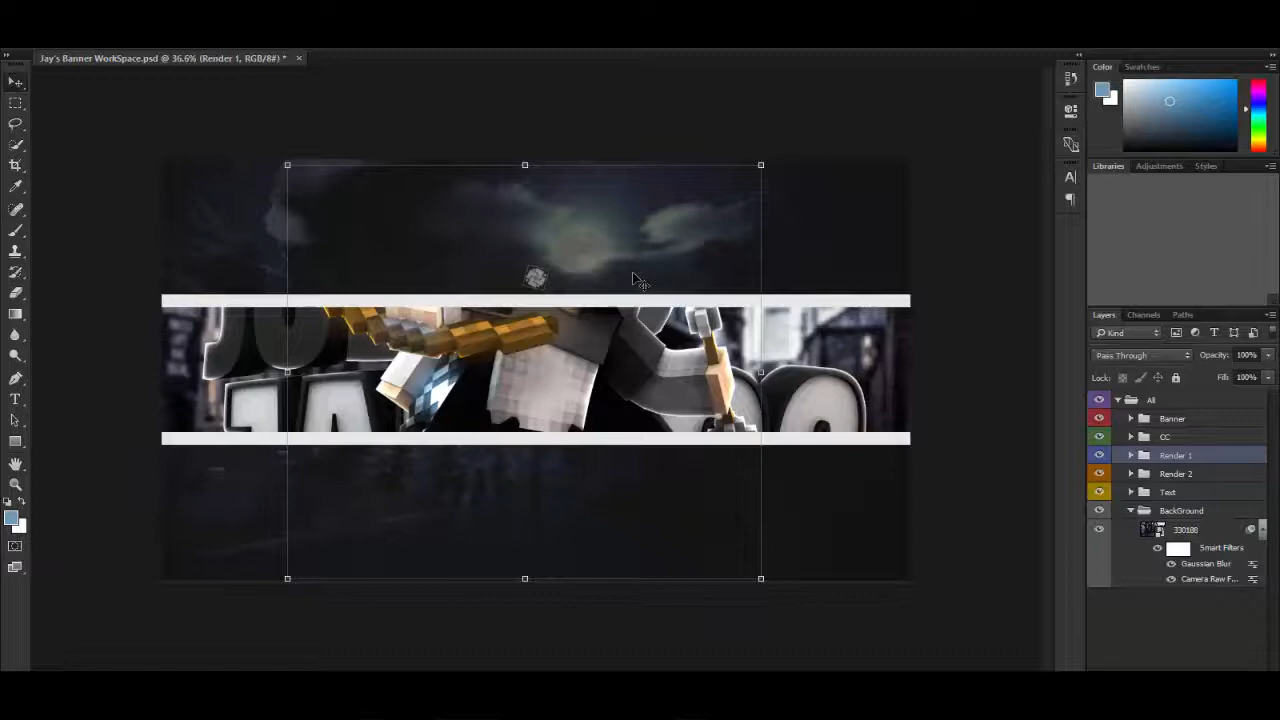 Jay's Banner WorkSpace.psd @ 36.6% (Render 1, RGB/8#) *
Color Swatches
Libraries Adjustments Styles
Layers Channels Paths
Kind
Pass Through Opacity: 100%
Lock: Fill: 100%
All
Banner
CC
Render 1
Render 2
Text
BackGround
330188
Smart Filters
Gaussian Blur
Camera Raw F...